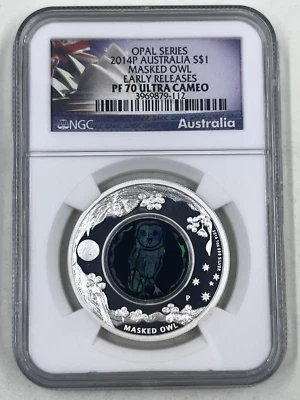 OPAL SERIES
2014P AUSTRALIA S$1
MASKED OWL
EARLY RELEASES
PF 70 ULTRA CAMEO
3969879-112
NGC
Australia
P
MASKED OWL